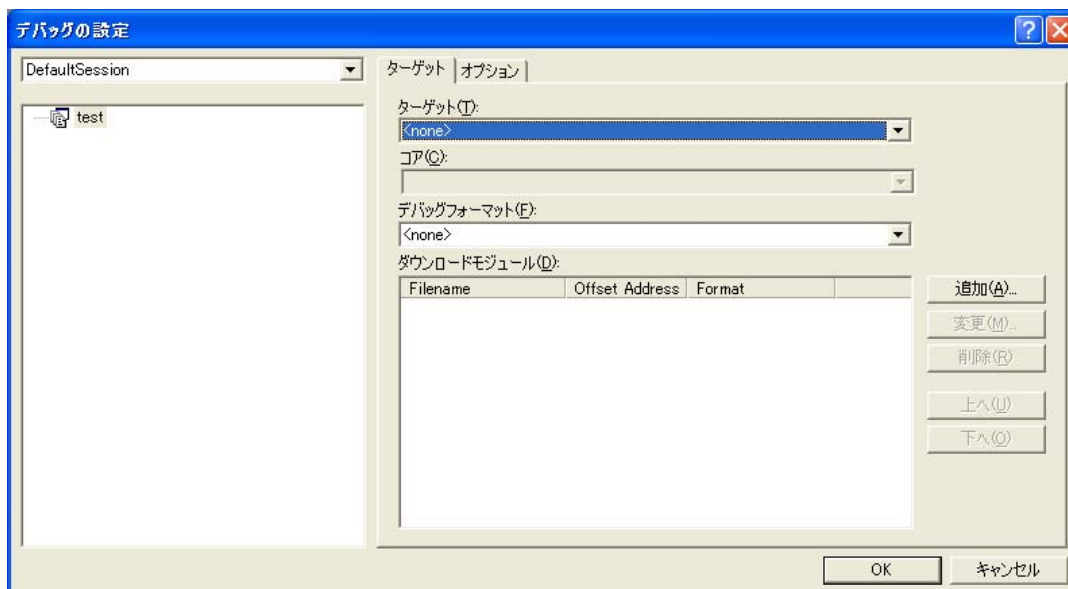 デバッグの設定
DefaultSession
test
ターゲット オプション
ターゲット(T):
<none>
コア(C):
デバッグフォーマット(F):
<none>
ダウンロードモジュール(D):
Filename Offset Address Format
追加(A)...
変更(M)...
削除(R)
上へ(U)
下へ(O)
OK キャンセル